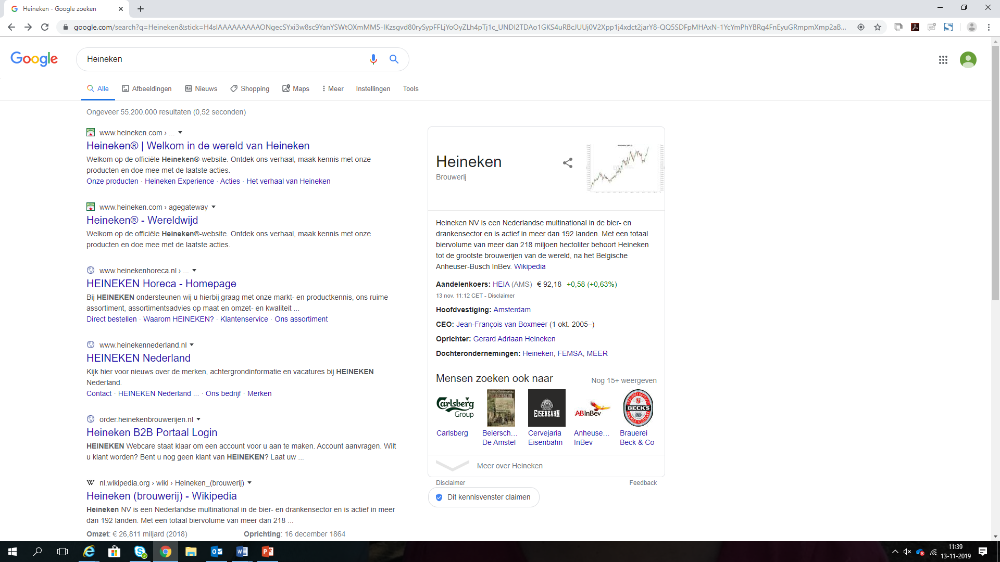 Heineken - Google zoeken
google.com/search?q=Heineken&stick=H4sIAAAAAAAAAONgecSYxi3w8sc9YanYSWtOXmMM5-IKzsgvd80rySypFFLjYoOyZLh4pTj1c_UNDI2TDAo1GKS4uRBcJUUj0V2Xpp1j4xdct2jarY8-QQ5SDFpMHAxN-1YcYmPhYBRg4FnEyuGRmpmXmp2aB...
Google
Heineken
Alle Afbeeldingen Nieuws Shopping Maps Meer Instellingen Tools
Ongeveer 55.200.000 resultaten (0,52 seconden)
www.heineken.com › ...
Heineken® | Welkom in de wereld van Heineken
Welkom op de officiële Heineken®-website. Ontdek ons verhaal, maak kennis met onze
producten en doe mee met de laatste acties.
Onze producten · Heineken Experience · Acties · Het verhaal van Heineken
www.heineken.com › agegateway
Heineken® - Wereldwijd
Welkom op de officiële Heineken®-website. Ontdek ons verhaal, maak kennis met onze
producten en doe mee met de laatste acties.
www.heinekenhoreca.nl › ...
HEINEKEN Horeca - Homepage
Bij HEINEKEN ondersteunen wij u hierbij graag met onze markt- en productkennis, ons ruime
assortiment, assortimentsadvies op maat en omzet- en kwaliteit ...
Direct bestellen · Waarom HEINEKEN? · Klantenservice · Ons assortiment
www.heinekennederland.nl
HEINEKEN Nederland
Kijk hier voor nieuws over de merken, achtergrondinformatie en vacatures bij HEINEKEN
Nederland.
Contact · HEINEKEN Nederland ... · Ons bedrijf · Merken
order.heinekenbrouwerijen.nl
Heineken B2B Portaal Login
HEINEKEN Webcare staat klaar om een account voor u aan te maken. Account aanvragen. Wilt
u klant worden? Bent u nog geen klant van HEINEKEN? Laat uw ...
nl.wikipedia.org › wiki › Heineken_(brouwerij)
Heineken (brouwerij) - Wikipedia
Heineken NV is een Nederlandse multinational in de bier- en drankensector en is actief in meer
dan 192 landen. Met een totaal biervolume van meer dan 218 ...
Omzet: € 26,811 miljard (2018) Oprichting: 16 december 1864
Heineken
Brouwerij
Heineken (HEIA)
Heineken NV is een Nederlandse multinational in de bier- en
drankensector en is actief in meer dan 192 landen. Met een totaal
biervolume van meer dan 218 miljoen hectoliter behoort Heineken
tot de grootste brouwerijen van de wereld, na het Belgische
Anheuser-Busch InBev. Wikipedia
Aandelenkoers: HEIA (AMS) € 92,18 +0,58 (+0,63%)
13 nov. 11:12 CET - Disclaimer
Hoofdvestiging: Amsterdam
CEO: Jean-François van Boxmeer (1 okt. 2005–)
Oprichter: Gerard Adriaan Heineken
Dochterondernemingen: Heineken, FEMSA, MEER
Mensen zoeken ook naar Nog 15+ weergeven
Carlsberg
Group
EISENBAHN
ABInBev
BECK'S
Carlsberg
Beiersch...
De Amstel
Cervejaria
Eisenbahn
Anheuse...
InBev
Brauerei
Beck & Co
Meer over Heineken
Disclaimer Feedback
Dit kennisvenster claimen
11:39
13-11-2019